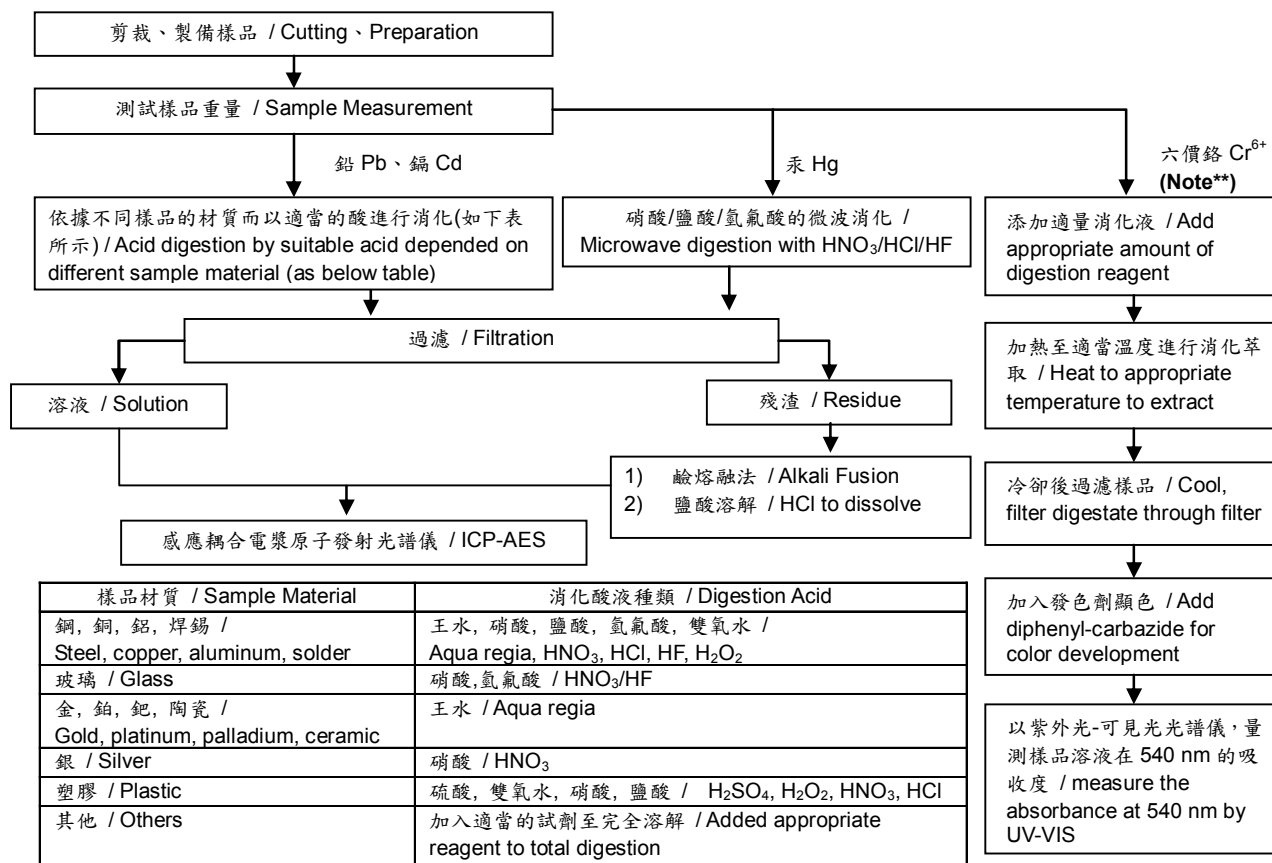 剪裁、製備樣品 / Cutting、Preparation
測試樣品重量 / Sample Measurement
鉛 Pb、鎘 Cd
汞 Hg
六價鉻 Cr⁶⁺
(Note**)
依據不同樣品的材質而以適當的酸進行消化(如下表
所示) / Acid digestion by suitable acid depended on
different sample material (as below table)
硝酸/鹽酸/氫氟酸的微波消化 /
Microwave digestion with HNO₃/HCl/HF
添加適量消化液 / Add
appropriate amount of
digestion reagent
過濾 / Filtration
加熱至適當溫度進行消化萃
取 / Heat to appropriate
temperature to extract
溶液 / Solution
殘渣 / Residue
1) 鹼熔融法 / Alkali Fusion
2) 鹽酸溶解 / HCl to dissolve
冷卻後過濾樣品 / Cool,
filter digestate through filter
感應耦合電漿原子發射光譜儀 / ICP-AES
加入發色劑顯色 / Add
diphenyl-carbazide for
color development
以紫外光-可見光光譜儀，量
測樣品溶液在 540 nm 的吸
收度 / measure the
absorbance at 540 nm by
UV-VIS
樣品材質 / Sample Material
消化酸液種類 / Digestion Acid
鋼, 銅, 鋁, 焊錫 /
Steel, copper, aluminum, solder
王水, 硝酸, 鹽酸, 氫氟酸, 雙氧水 /
Aqua regia, HNO₃, HCl, HF, H₂O₂
玻璃 / Glass
硝酸,氫氟酸 / HNO₃/HF
金, 鉑, 鈀, 陶瓷 /
Gold, platinum, palladium, ceramic
王水 / Aqua regia
銀 / Silver
硝酸 / HNO₃
塑膠 / Plastic
硫酸, 雙氧水, 硝酸, 鹽酸 / H₂SO₄, H₂O₂, HNO₃, HCl
其他 / Others
加入適當的試劑至完全溶解 / Added appropriate
reagent to total digestion